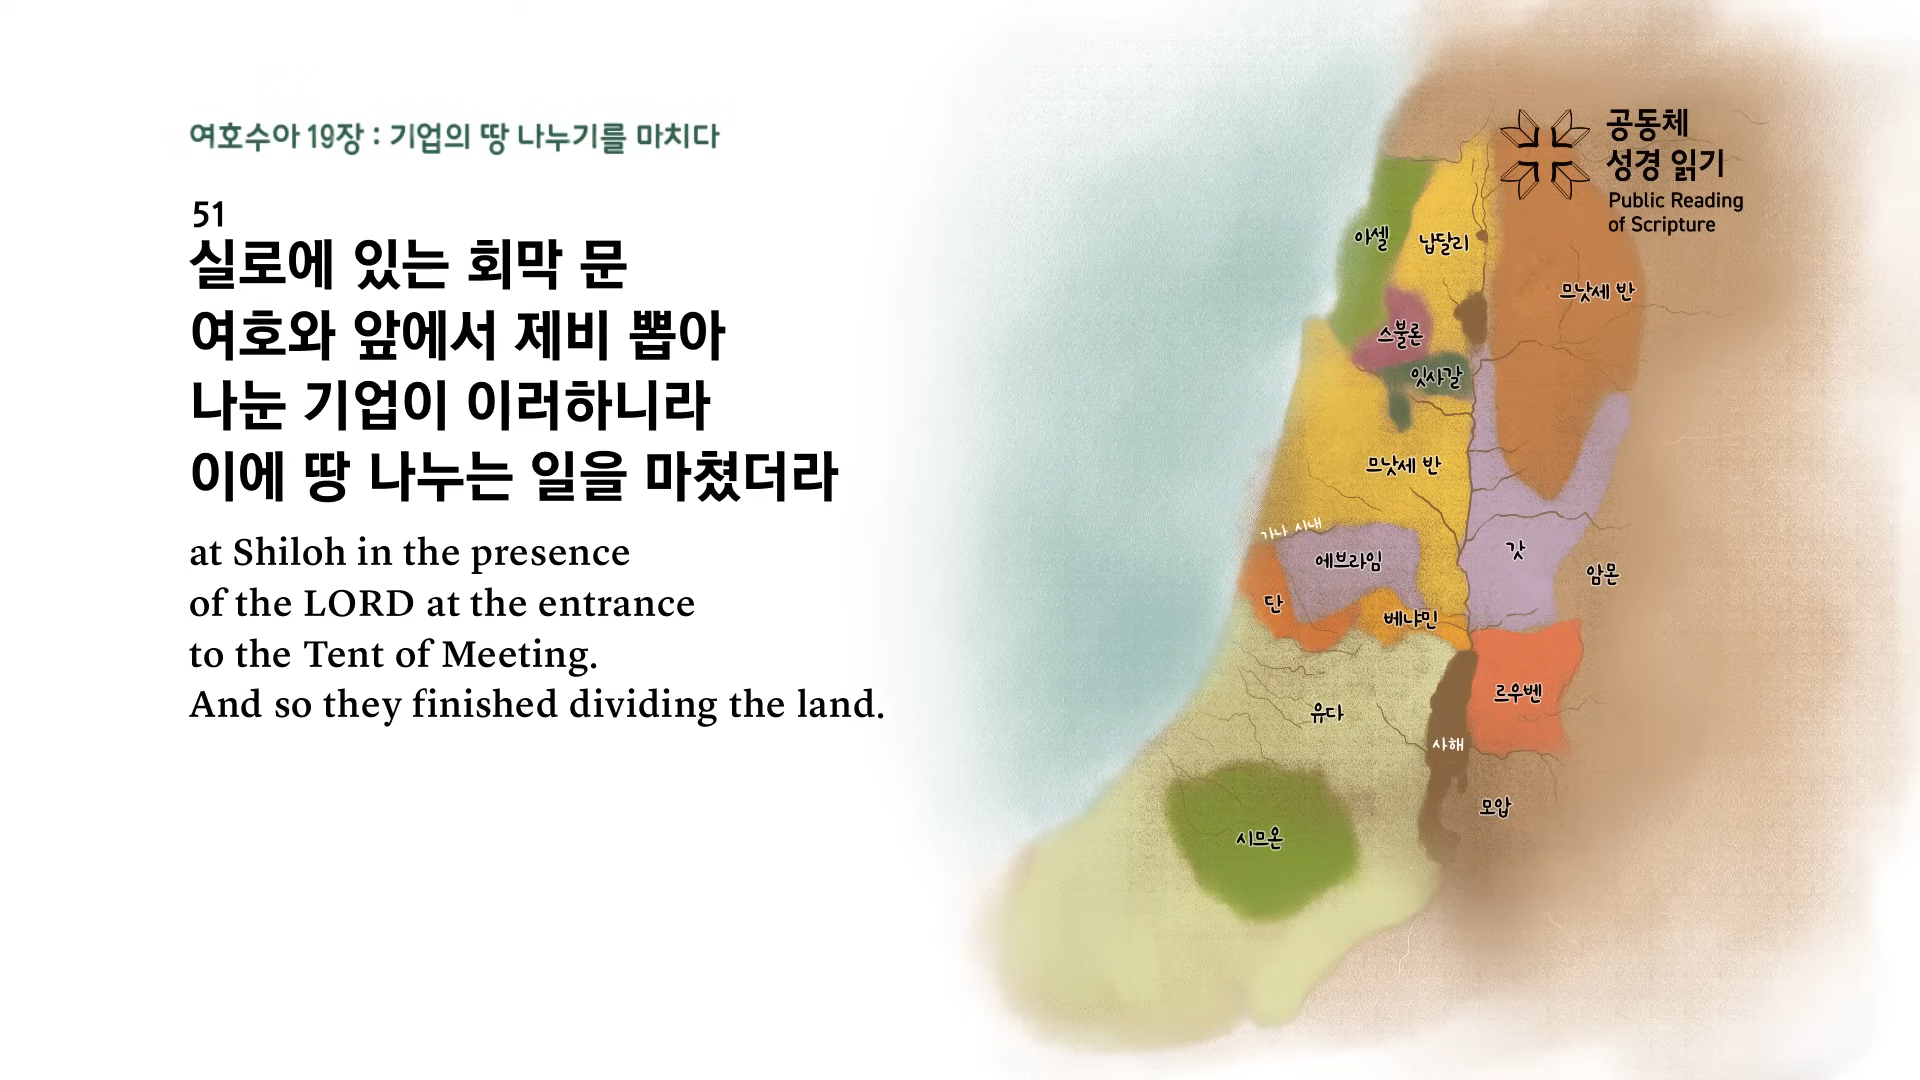 여호수아 19장 : 기업의 땅 나누기를 마치다
51
실로에 있는 회막 문
여호와 앞에서 제비 뽑아
나눈 기업이 이러하니라
이에 땅 나누는 일을 마쳤더라
at Shiloh in the presence
of the LORD at the entrance
to the Tent of Meeting.
And so they finished dividing the land.
공동체
성경 읽기
Public Reading
of Scripture
아셀
납달리
므낫세 반
스불론
잇사갈
므낫세 반
가나 시내
에브라임
갓
암몬
단
베냐민
르우벤
유다
사해
모압
시므온